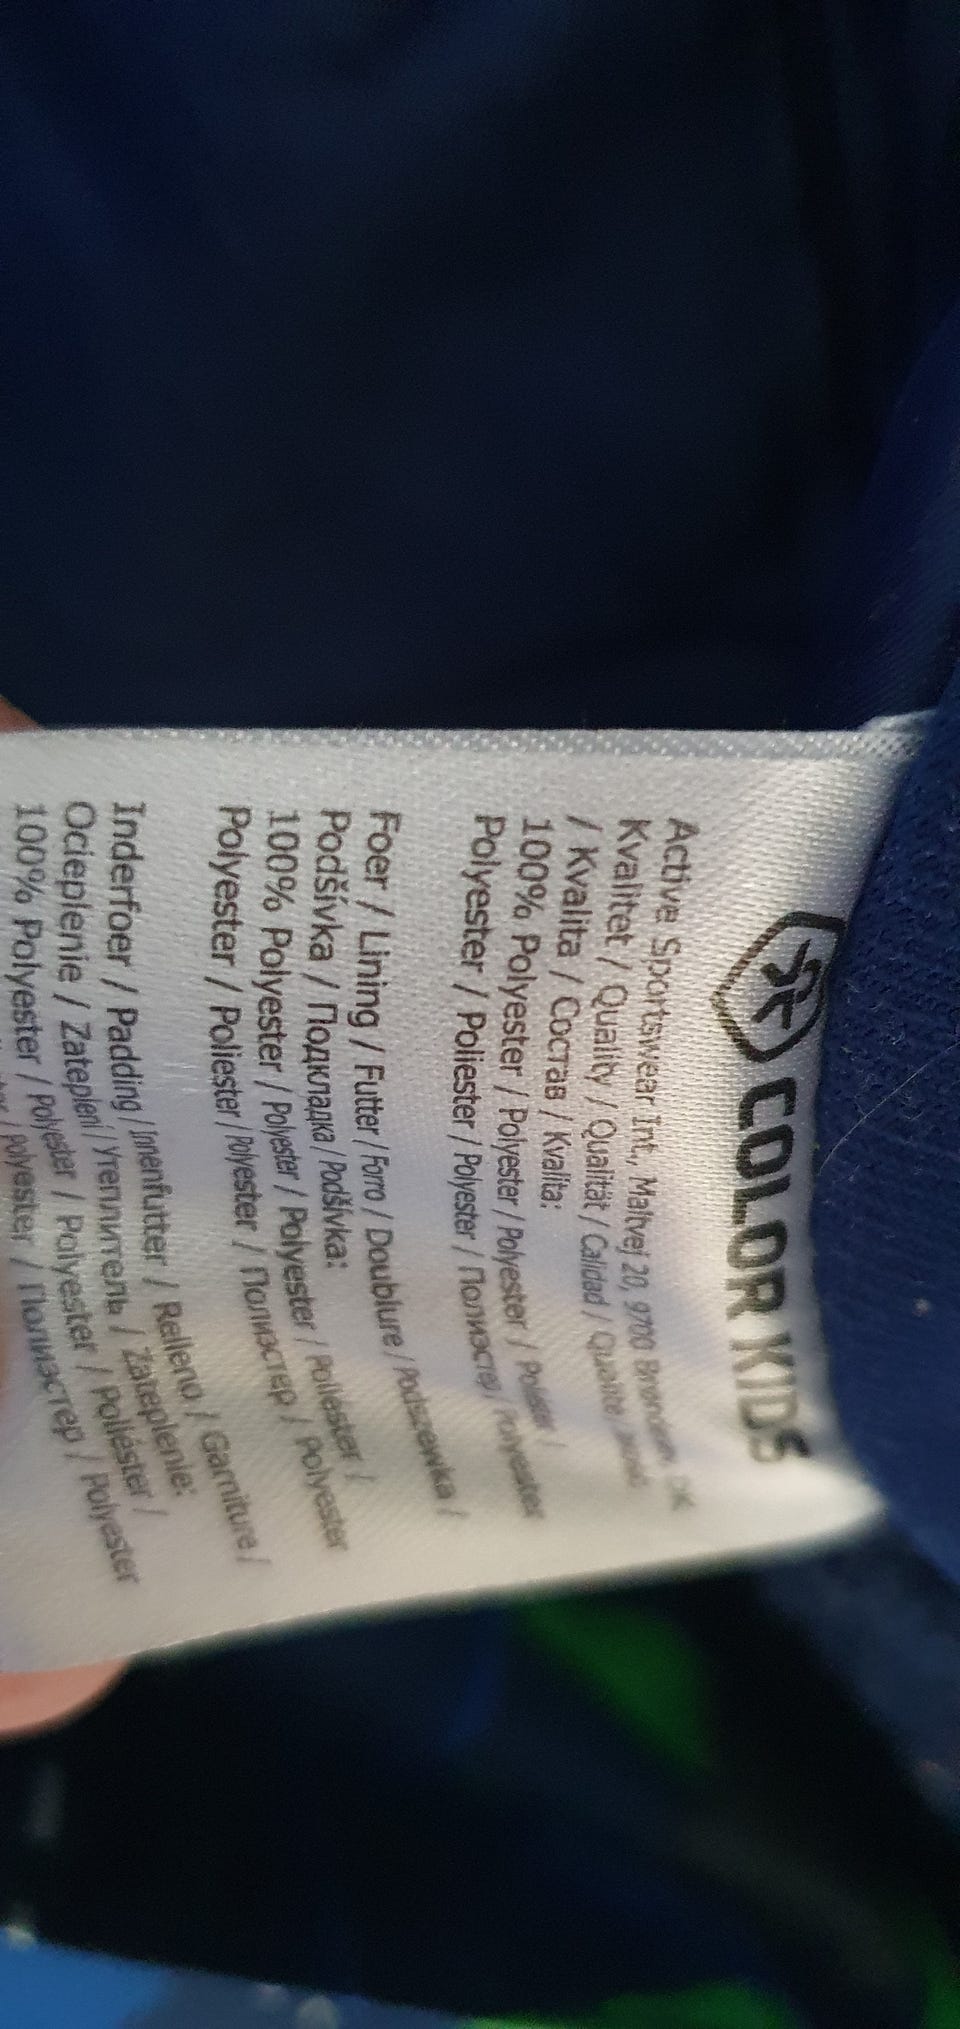 COLOR KIDS
Active Sportswear Int., Maltvej 20, 9700
Kvalitet / Quality / Qualität / Calidad / Qualité /
/ Kvalita / Состав / Kvalita:
100% Polyester / Polyester / Polyester / Poliéster /
Polyester / Poliester / Polyester / Полиэстер / Polyester
Foer / Lining / Futter / Forro / Doublure / Podszewka /
Podšívka / Подкладка / Podšívka:
100% Polyester / Polyester / Polyester / Poliéster /
Polyester / Poliester / Polyester / Полиэстер / Polyester
Inderfoer / Padding / Innenfutter / Relleno / Garniture /
Ocieplenie / Zateplení / Утеплитель / Zateplenie:
100% Polyester / Polyester / Polyester / Poliéster /
Polyester / Полиэстер / Polyester